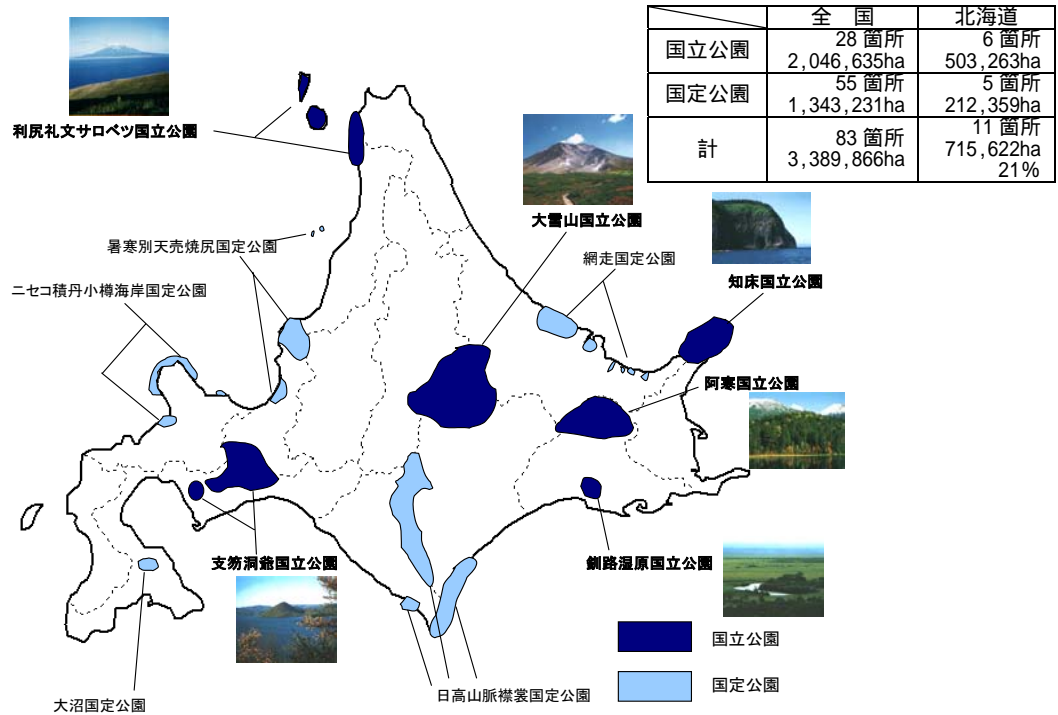 全 国 北海道
国立公園 28 箇所 6 箇所
2,046,635ha 503,263ha
国定公園 55 箇所 5 箇所
1,343,231ha 212,359ha
計 83 箇所 11 箇所
3,389,866ha 715,622ha
21%
利尻礼文サロベツ国立公園
大雪山国立公園
暑寒別天売焼尻国定公園
網走国定公園
知床国立公園
ニセコ積丹小樽海岸国定公園
阿寒国立公園
支笏洞爺国立公園
釧路湿原国立公園
国立公園
国定公園
日高山脈襟裳国定公園
大沼国定公園